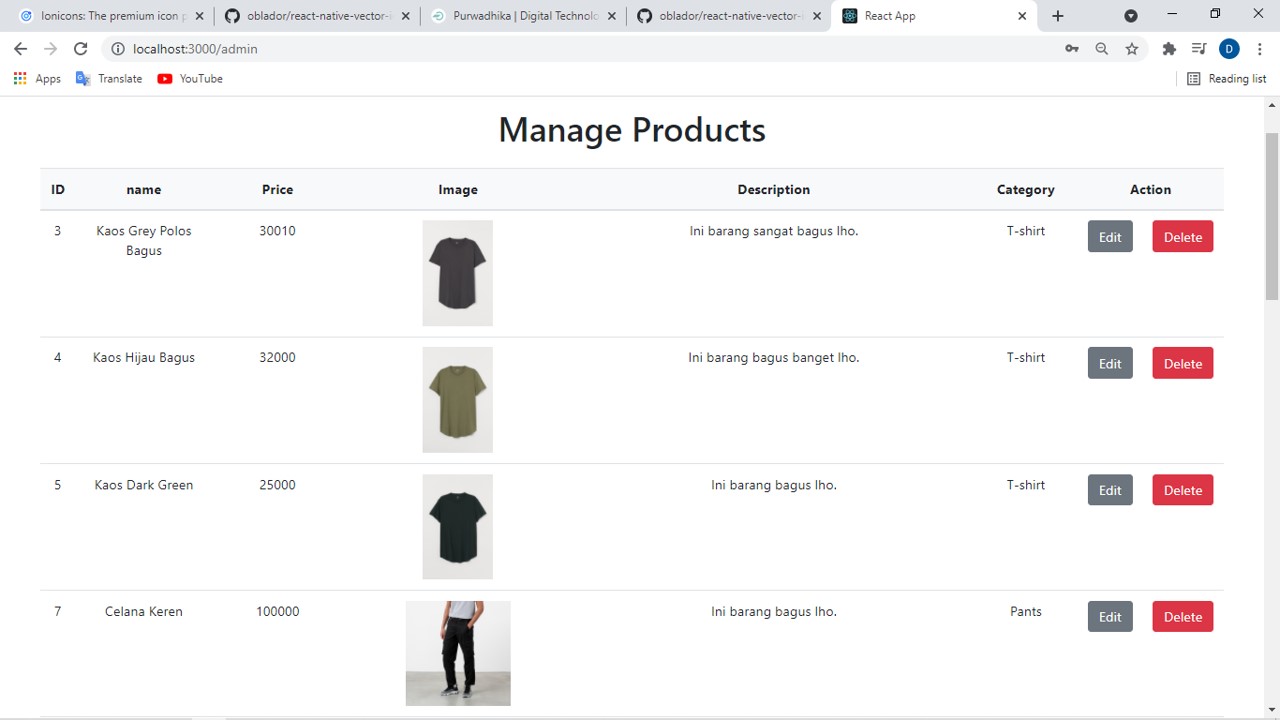 Ionicons: The premium icon p
oblador/react-native-vector-
Purwadhika | Digital Technolo
oblador/react-native-vector-
React App
localhost:3000/admin
D
Apps
Translate
YouTube
Reading list
Manage Products
ID name Price Image Description Category Action
3 Kaos Grey Polos 30010 Ini barang sangat bagus lho. T-shirt Edit Delete
Bagus
4 Kaos Hijau Bagus 32000 Ini barang bagus banget lho. T-shirt Edit Delete
5 Kaos Dark Green 25000 Ini barang bagus lho. T-shirt Edit Delete
7 Celana Keren 100000 Ini barang bagus lho. Pants Edit Delete